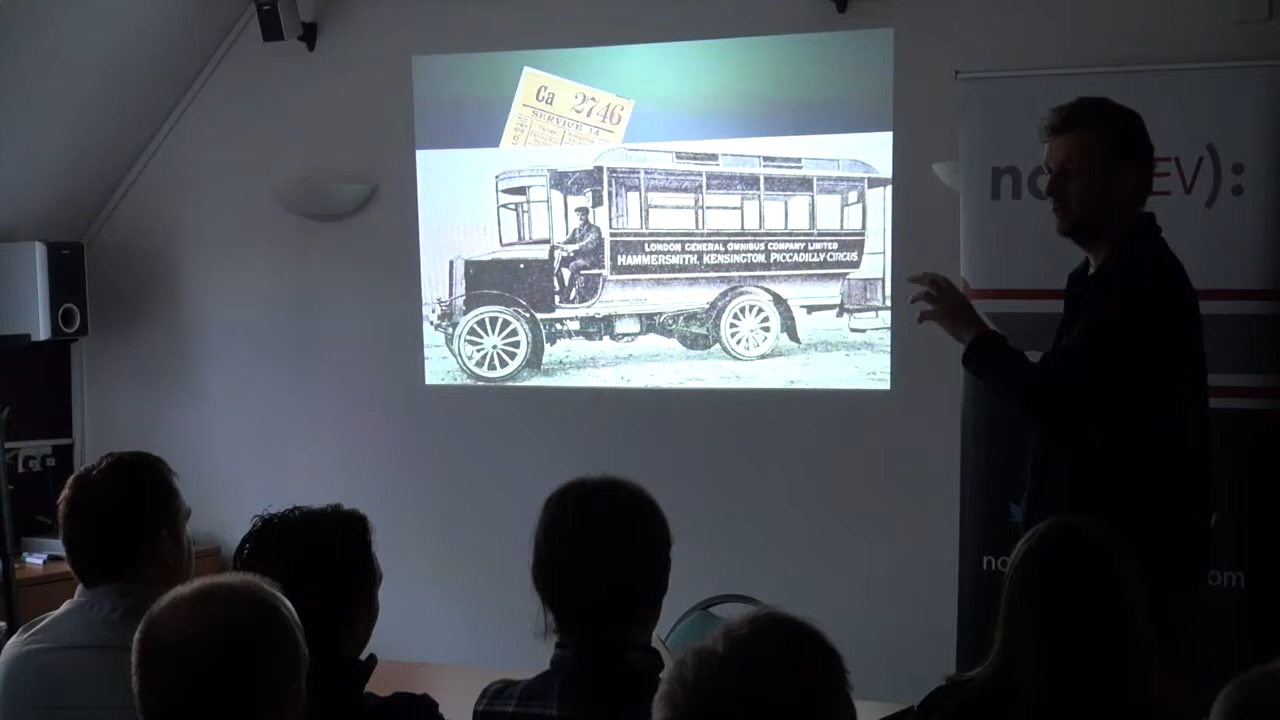 Ca 2746
SERVICE 14
LONDON GENERAL OMNIBUS COMPANY LIMITED
HAMMERSMITH, KENSINGTON, PICCADILLY CIRCUS
EV):